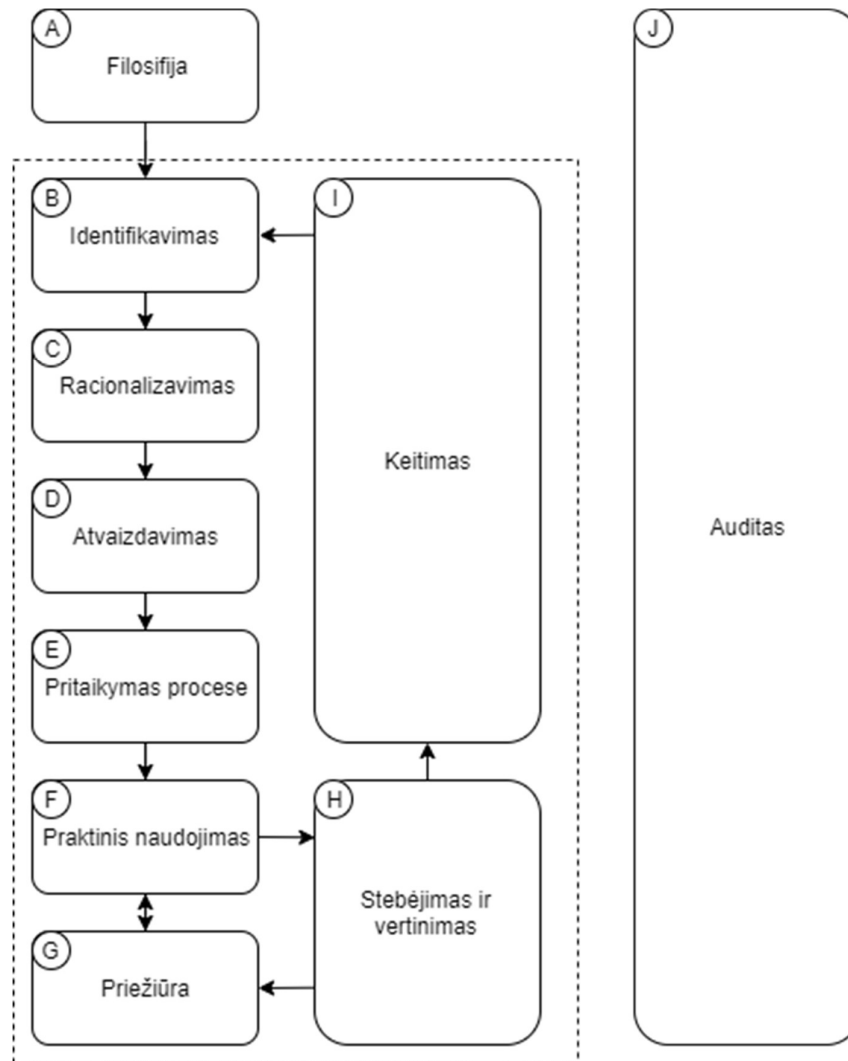 A
Filosifija
B
Identifikavimas
C
Racionalizavimas
D
Atvaizdavimas
E
Pritaikymas procese
F
Praktinis naudojimas
G
Priežiūra
H
Stebėjimas ir
vertinimas
I
Keitimas
J
Auditas